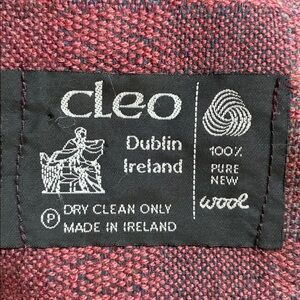 cleo
Dublin
Ireland
P DRY CLEAN ONLY
MADE IN IRELAND
100%
PURE
NEW
wool